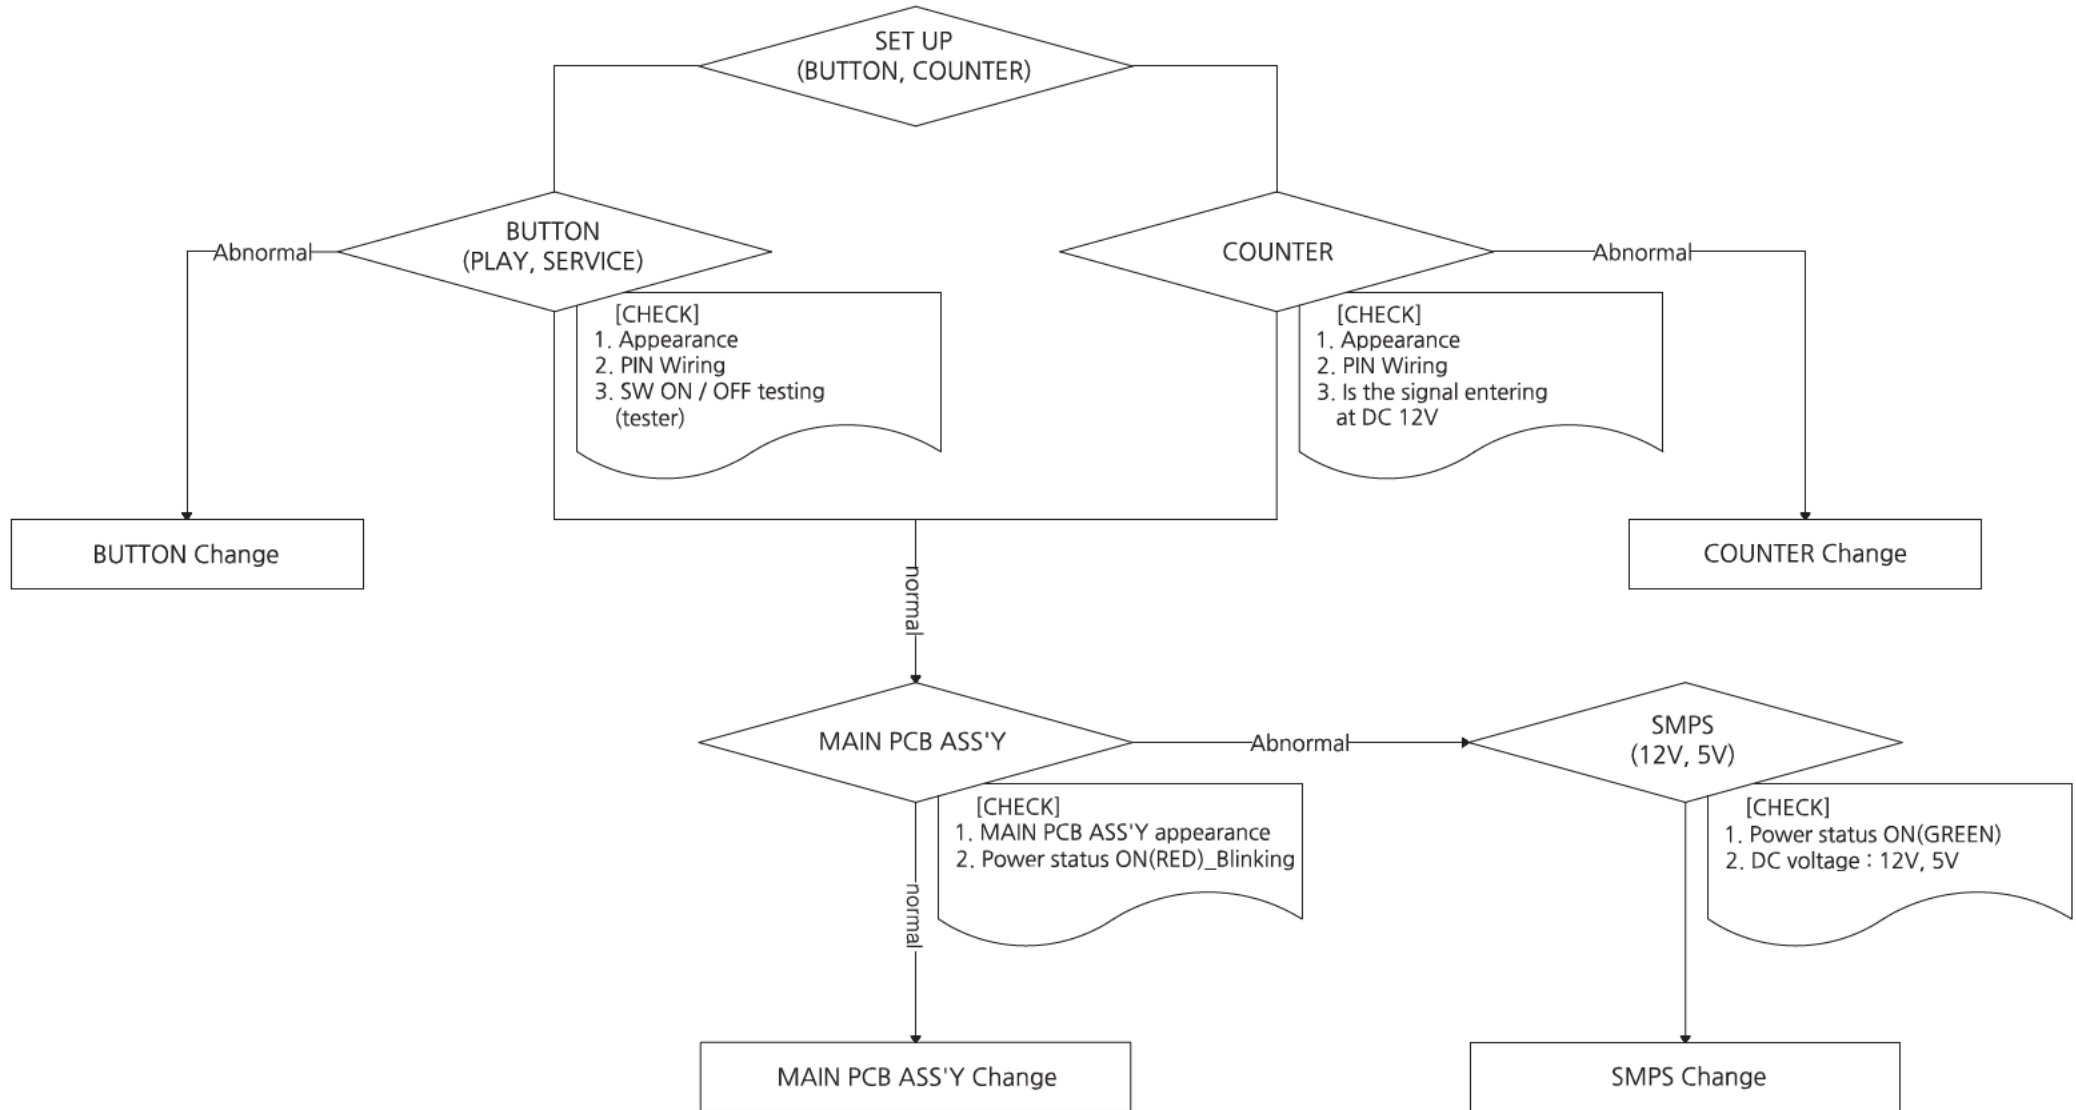 SET UP
(BUTTON, COUNTER)
BUTTON
(PLAY, SERVICE)
Abnormal
COUNTER
Abnormal
[CHECK]
1. Appearance
2. PIN Wiring
3. SW ON / OFF testing
(tester)
[CHECK]
1. Appearance
2. PIN Wiring
3. Is the signal entering
at DC 12V
BUTTON Change
COUNTER Change
normal
MAIN PCB ASS'Y
Abnormal
SMPS
(12V, 5V)
[CHECK]
1. MAIN PCB ASS'Y appearance
2. Power status ON(RED)_Blinking
[CHECK]
1. Power status ON(GREEN)
2. DC voltage : 12V, 5V
normal
MAIN PCB ASS'Y Change
SMPS Change